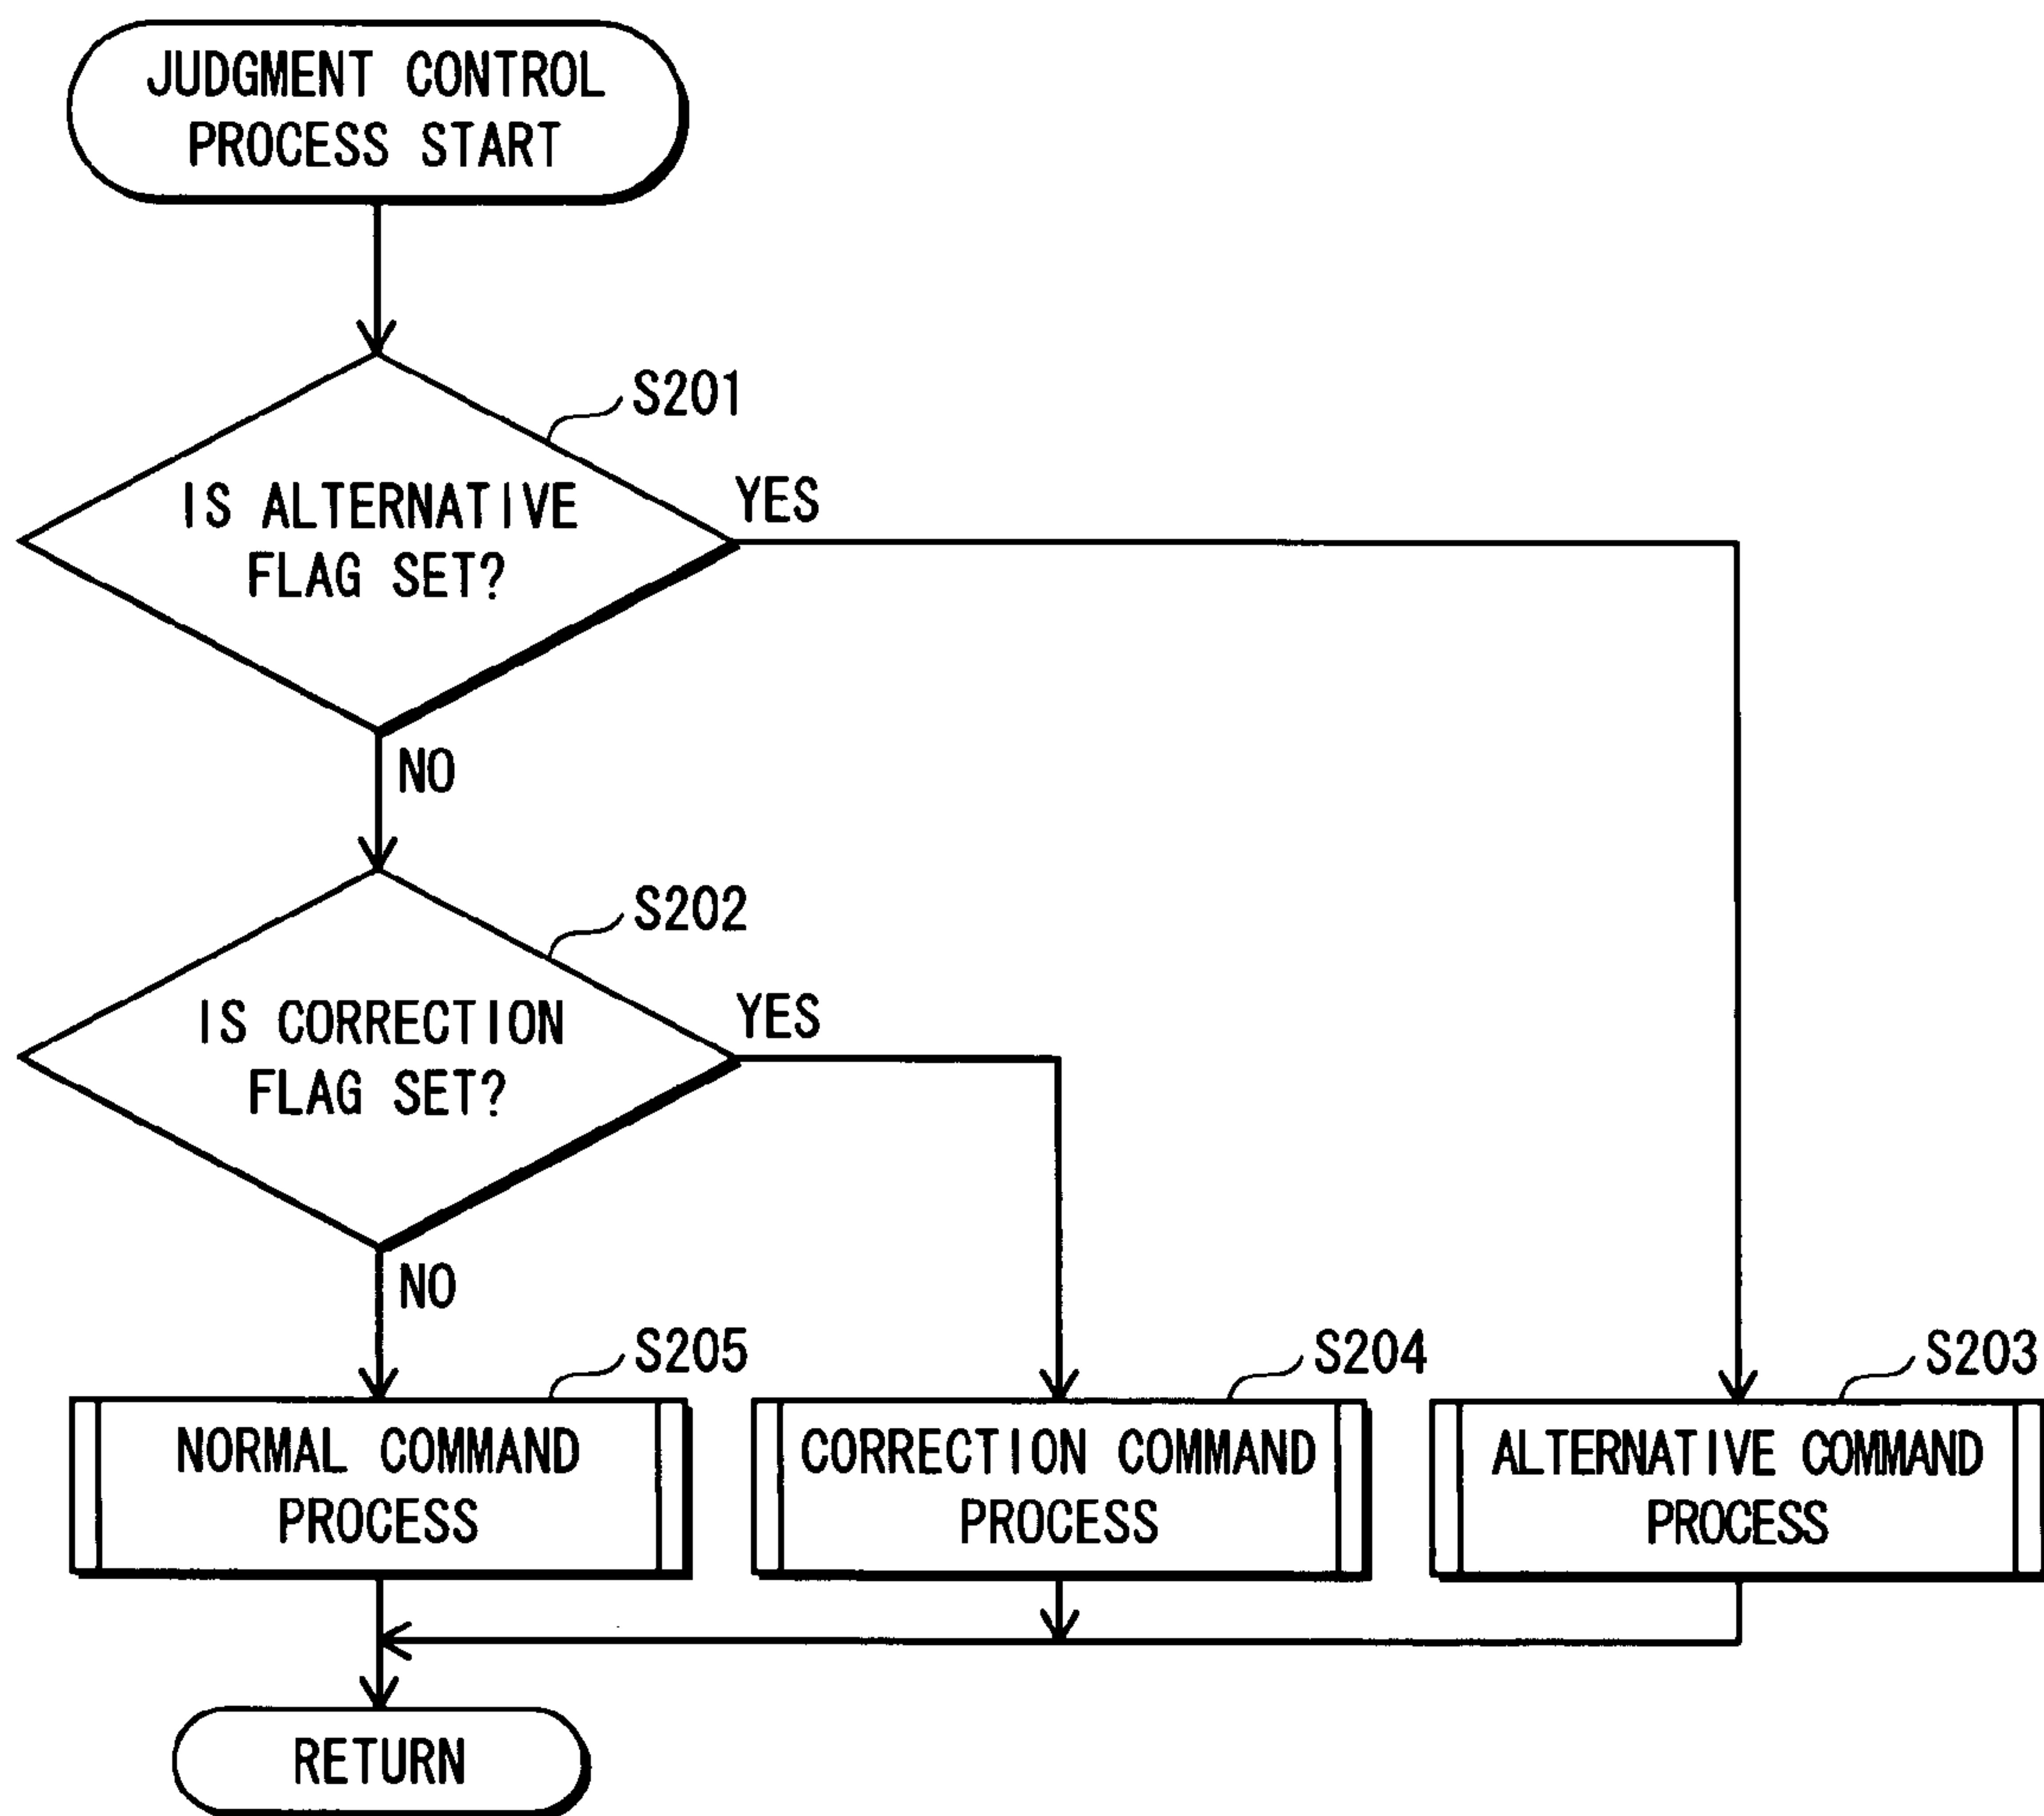 JUDGMENT CONTROL
PROCESS START
S201
IS ALTERNATIVE
FLAG SET?
YES
NO
S202
IS CORRECTION
FLAG SET?
YES
NO
S205
NORMAL COMMAND
PROCESS
S204
CORRECTION COMMAND
PROCESS
S203
ALTERNATIVE COMMAND
PROCESS
RETURN